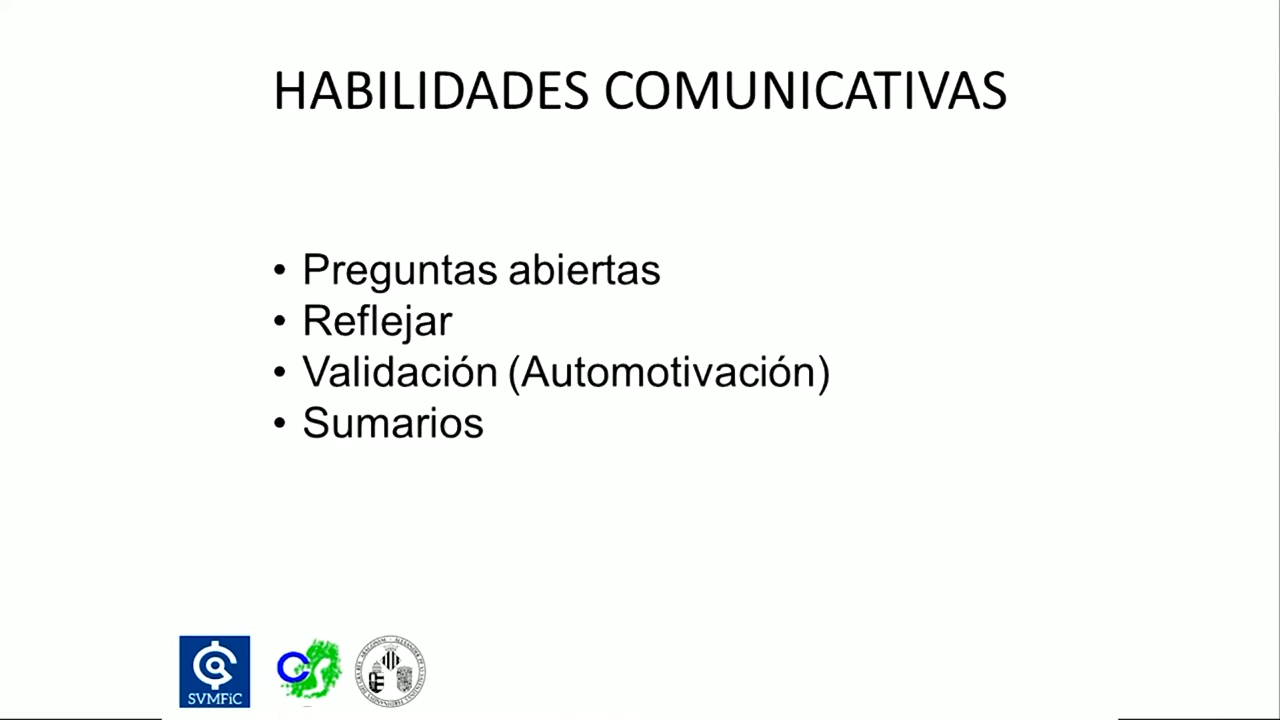 HABILIDADES COMUNICATIVAS
• Preguntas abiertas
• Reflejar
• Validación (Automotivación)
• Sumarios
SVMFiC